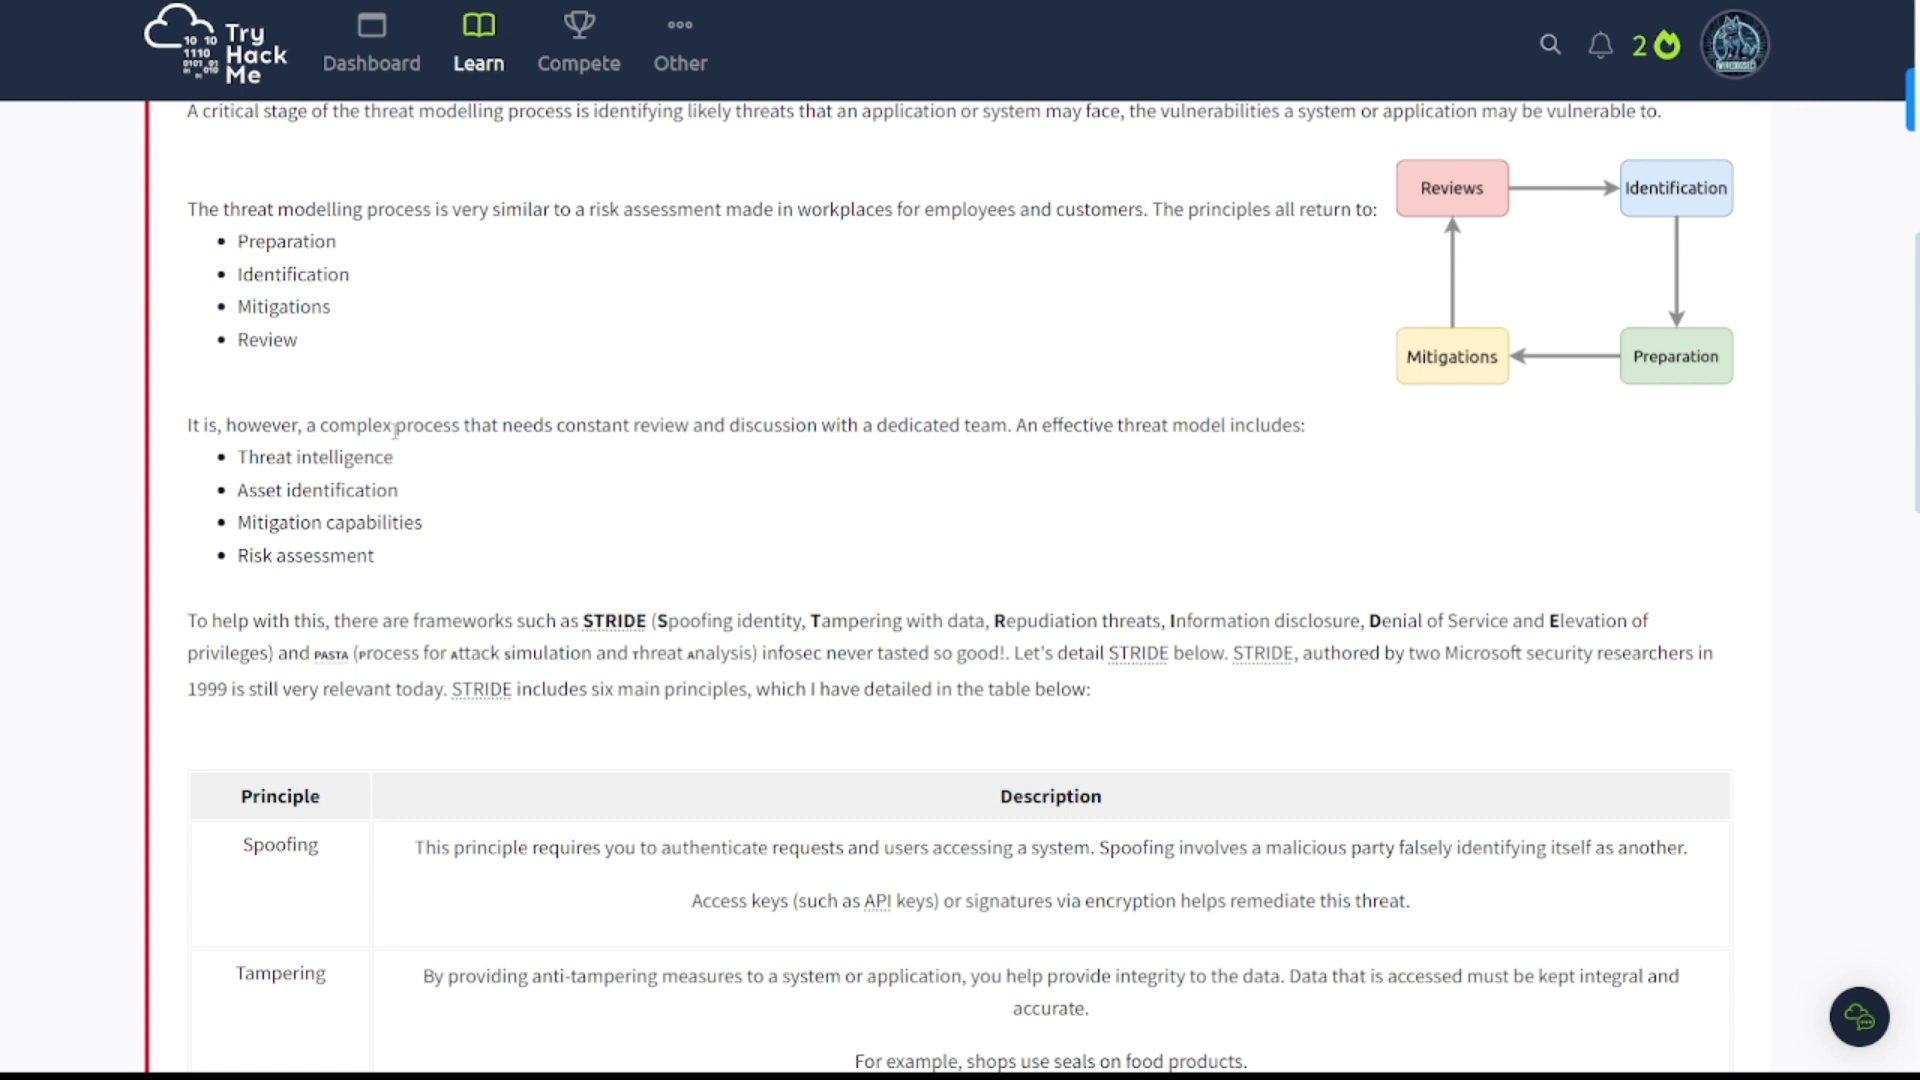 Try
Hack
Me
10 10
1110
Dashboard
Learn
Compete
Other
2
A critical stage of the threat modelling process is identifying likely threats that an application or system may face, the vulnerabilities a system or application may be vulnerable to.
The threat modelling process is very similar to a risk assessment made in workplaces for employees and customers. The principles all return to:
Preparation
Identification
Mitigations
Review
Reviews
Identification
Mitigations
Preparation
It is, however, a complex process that needs constant review and discussion with a dedicated team. An effective threat model includes:
Threat intelligence
Asset identification
Mitigation capabilities
Risk assessment
To help with this, there are frameworks such as STRIDE (Spoofing identity, Tampering with data, Repudiation threats, Information disclosure, Denial of Service and Elevation of
privileges) and PASTA (Process for Attack Simulation and Threat Analysis) infosec never tasted so good!. Let's detail STRIDE below. STRIDE, authored by two Microsoft security researchers in
1999 is still very relevant today. STRIDE includes six main principles, which I have detailed in the table below:
Principle
Description
Spoofing
This principle requires you to authenticate requests and users accessing a system. Spoofing involves a malicious party falsely identifying itself as another.
Access keys (such as API keys) or signatures via encryption helps remediate this threat.
Tampering
By providing anti-tampering measures to a system or application, you help provide integrity to the data. Data that is accessed must be kept integral and
accurate.
For example, shops use seals on food products.